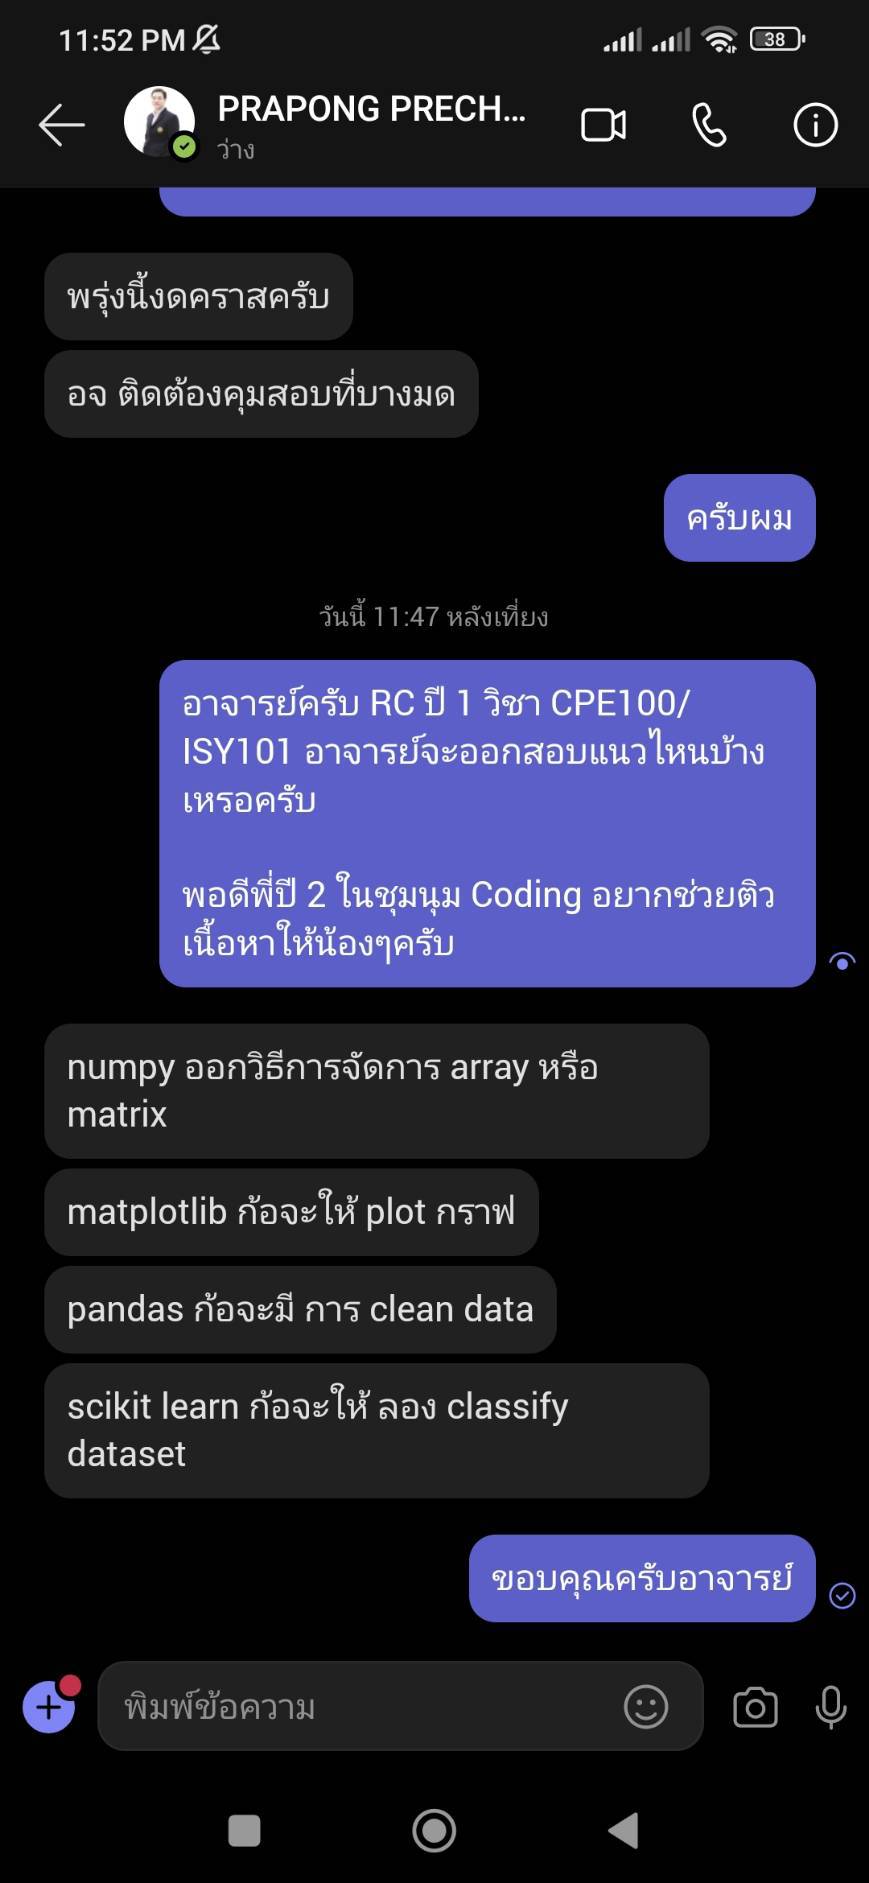 11:52 PM
38
PRAPONG PRECH...
ว่าง
พรุ่งนี้งดคราสครับ
อจ ติดต้องคุมสอบที่บางมด
ครับผม
วันนี้ 11:47 หลังเที่ยง
อาจารย์ครับ RC ปี 1 วิชา CPE100/
ISY101 อาจารย์จะออกสอบแนวไหนบ้าง
เหรอครับ
พอดีพี่ปี 2 ในชุมนุม Coding อยากช่วยติว
เนื้อหาให้น้องๆครับ
numpy ออกวิธีการจัดการ array หรือ
matrix
matplotlib ก้อจะให้ plot กราฟ
pandas ก้อจะมี การ clean data
scikit learn ก้อจะให้ ลอง classify
dataset
ขอบคุณครับอาจารย์
พิมพ์ข้อความ